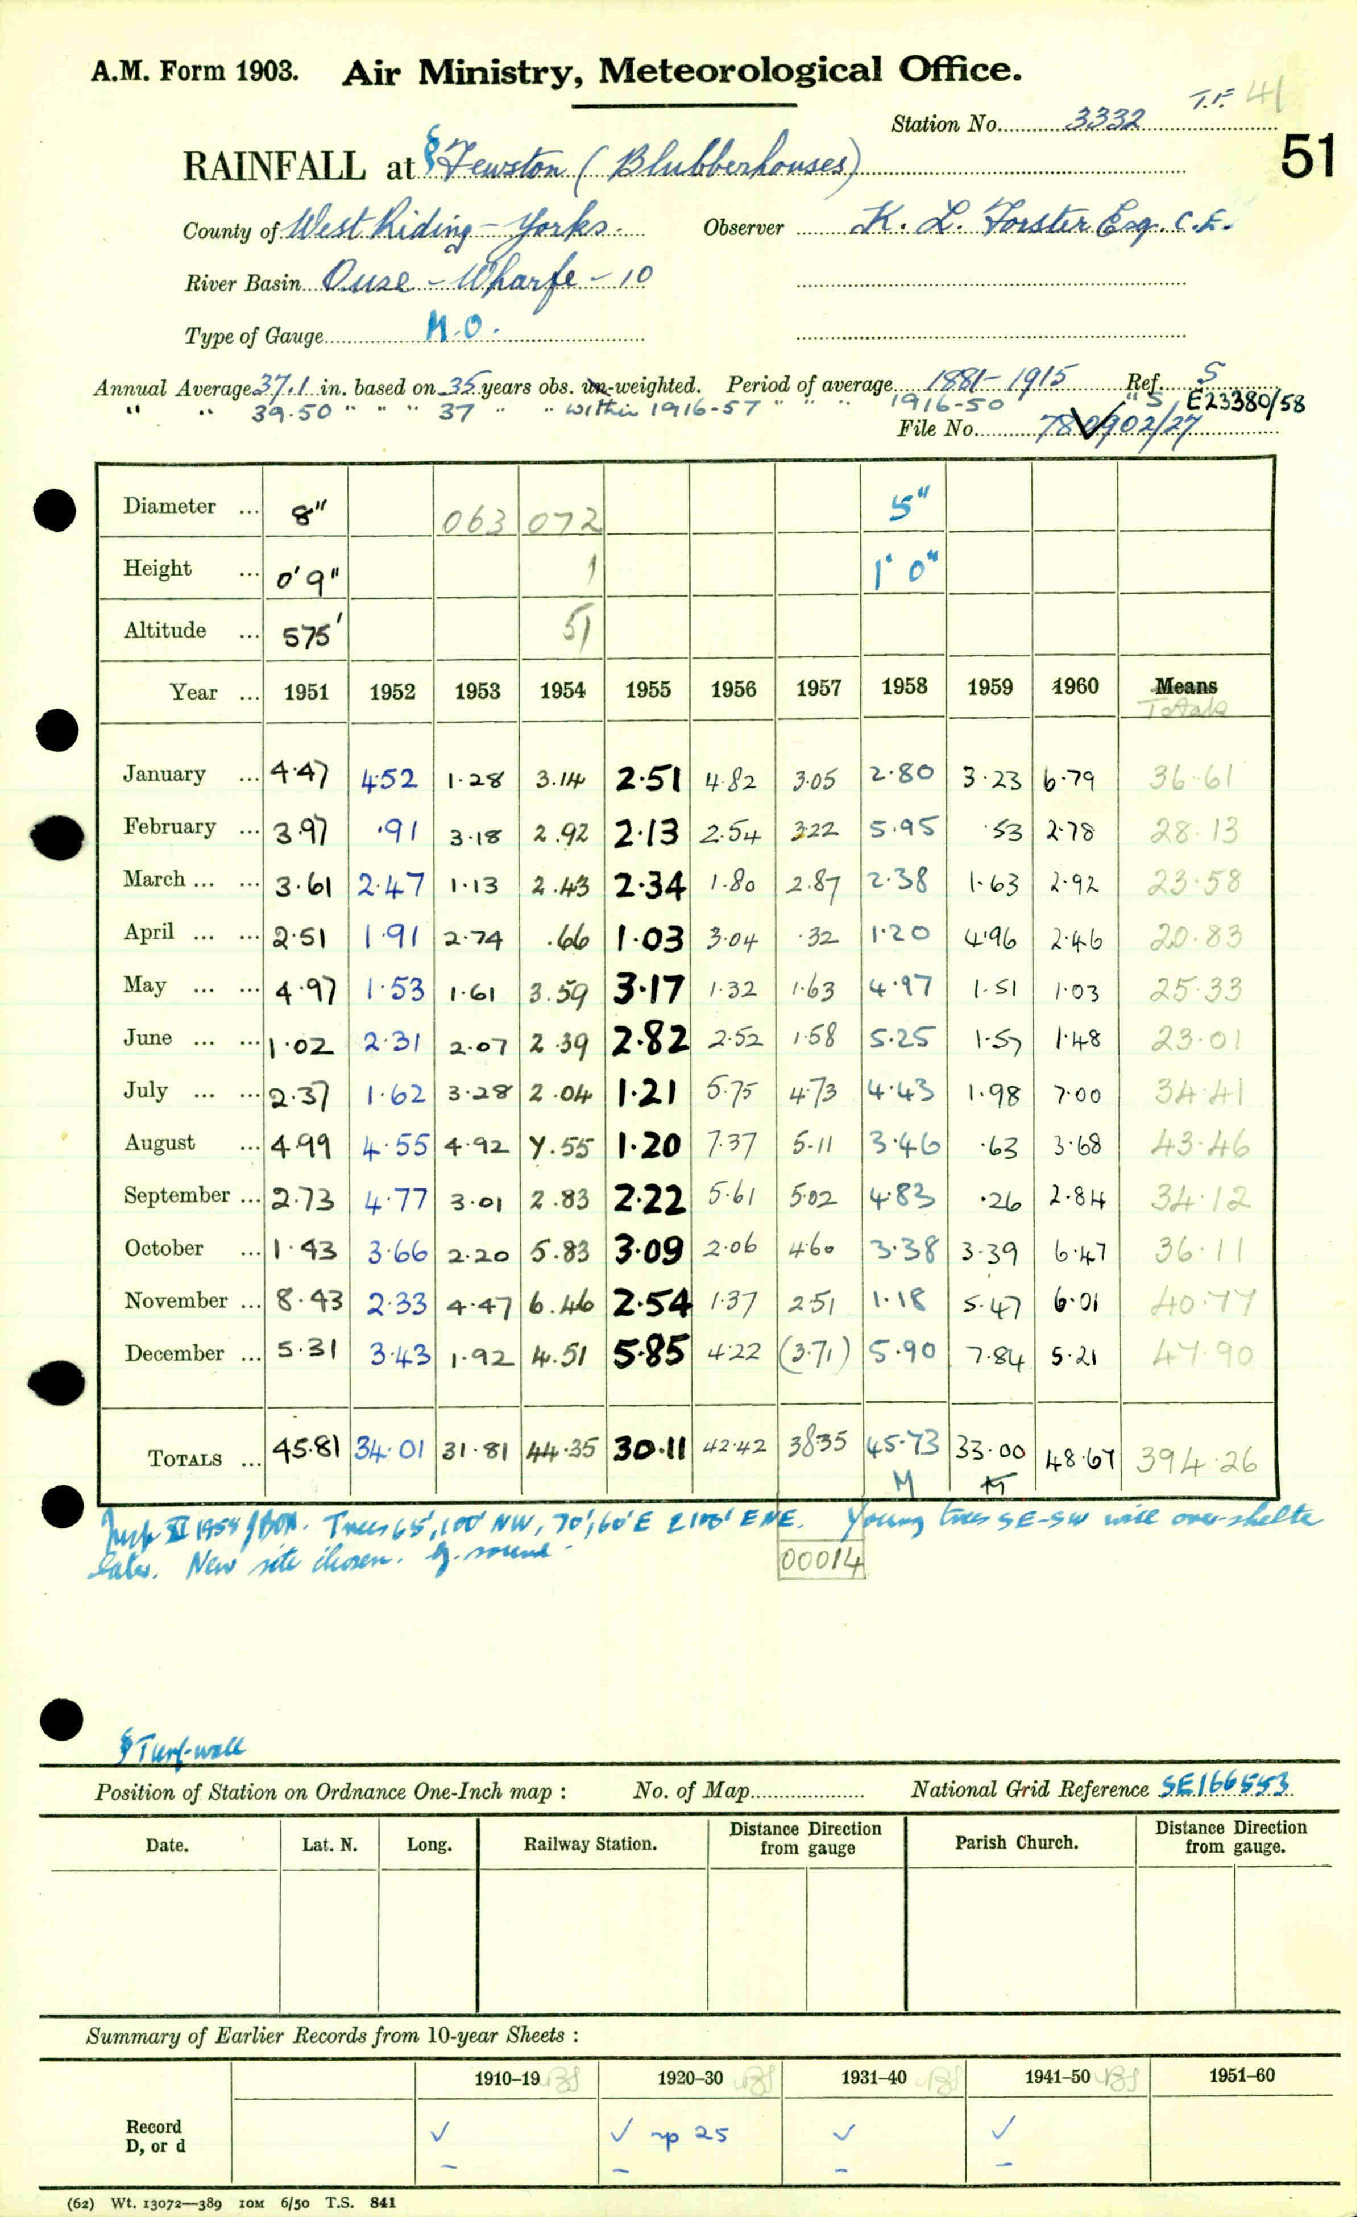 A.M. Form 1903. Air Ministry, Meteorological Office.
T.F. 41
Station No. 3332
51
RAINFALL at § Fewston (Blubberhouses)
County of West Riding - Yorks. Observer K. L. Forster Esq. C.E.
River Basin Ouse - Wharfe - 10
Type of Gauge M.O.
Annual Average 37.1 in. based on 35 years obs. un-weighted. Period of average 1881-1915 Ref. S
" " 39.50 " " " 37 " " within 1916-57 " " " 1916-50 " S E23380/58
File No. 780902/27
Diameter ... 8" 063 072 5"
Height ... 0'9" 1 1' 0"
Altitude ... 575' 51
Year ... 1951 1952 1953 1954 1955 1956 1957 1958 1959 1960 Means
Totals
January ... 4.47 4.52 1.28 3.14 2.51 4.82 3.05 2.80 3.23 6.79 36.61
February ... 3.97 .91 3.18 2.92 2.13 2.54 3.22 5.95 .53 2.78 28.13
March ... ... 3.61 2.47 1.13 2.43 2.34 1.80 2.87 2.38 1.63 2.92 23.58
April ... ... 2.51 1.91 2.74 .66 1.03 3.04 .32 1.20 4.96 2.46 20.83
May ... ... 4.97 1.53 1.61 3.59 3.17 1.32 1.63 4.97 1.51 1.03 25.33
June ... ... 1.02 2.31 2.07 2.39 2.82 2.52 1.58 5.25 1.57 1.48 23.01
July ... ... 2.37 1.62 3.28 2.04 1.21 5.75 4.73 4.43 1.98 7.00 34.41
August ... 4.99 4.55 4.92 7.55 1.20 7.37 5.11 3.46 .63 3.68 43.46
September ... 2.73 4.77 3.01 2.83 2.22 5.61 5.02 4.83 .26 2.84 34.12
October ... 1.43 3.66 2.20 5.83 3.09 2.06 4.60 3.38 3.39 6.47 36.11
November ... 8.43 2.33 4.47 6.46 2.54 1.37 2.51 1.18 5.47 6.01 40.77
December ... 5.31 3.43 1.92 4.51 5.85 4.22 (3.71) 5.90 7.84 5.21 47.90
TOTALS ... 45.81 34.01 31.81 44.35 30.11 42.42 38.35 45.73 33.00 48.67 394.26
M
Trees 65', 100' NW, 70', 60' E 2100' ENE. Young trees SE-SW will over-shelter
later. New site chosen.
00014
§ Turf-wall
Position of Station on Ordnance One-Inch map : No. of Map National Grid Reference SE166553
Date. Lat. N. Long. Railway Station. Distance Direction from gauge Parish Church. Distance Direction from gauge.
Summary of Earlier Records from 10-year Sheets :
1910–19 1920–30 1931–40 1941–50 1951–60
Record ✓ ✓ np 25 ✓ ✓
D, or d – – – –
(62) Wt. 13072—389 10M 6/50 T.S. 841